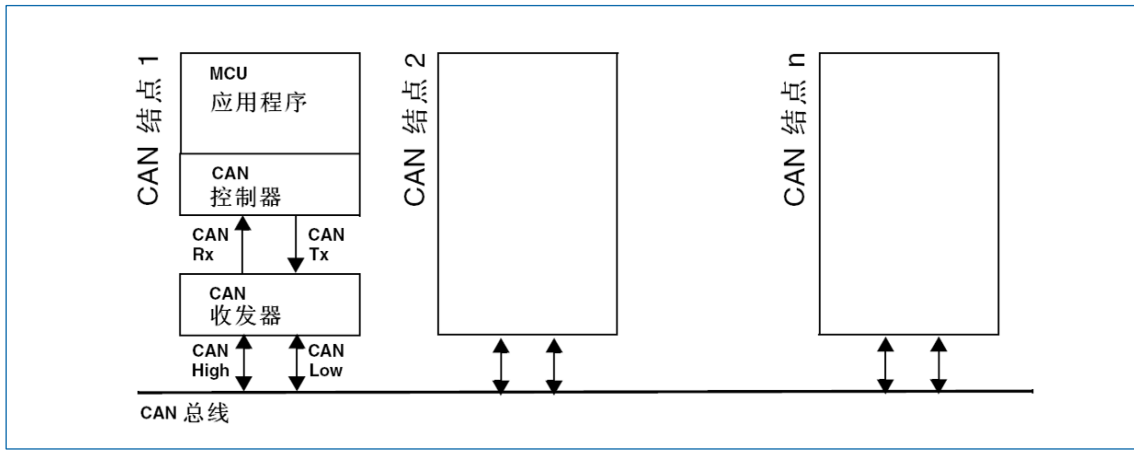 CAN 结点 1
MCU
应用程序
CAN
控制器
CAN
Rx
CAN
Tx
CAN
收发器
CAN
High
CAN
Low
CAN 结点 2
CAN 结点 n
CAN 总线